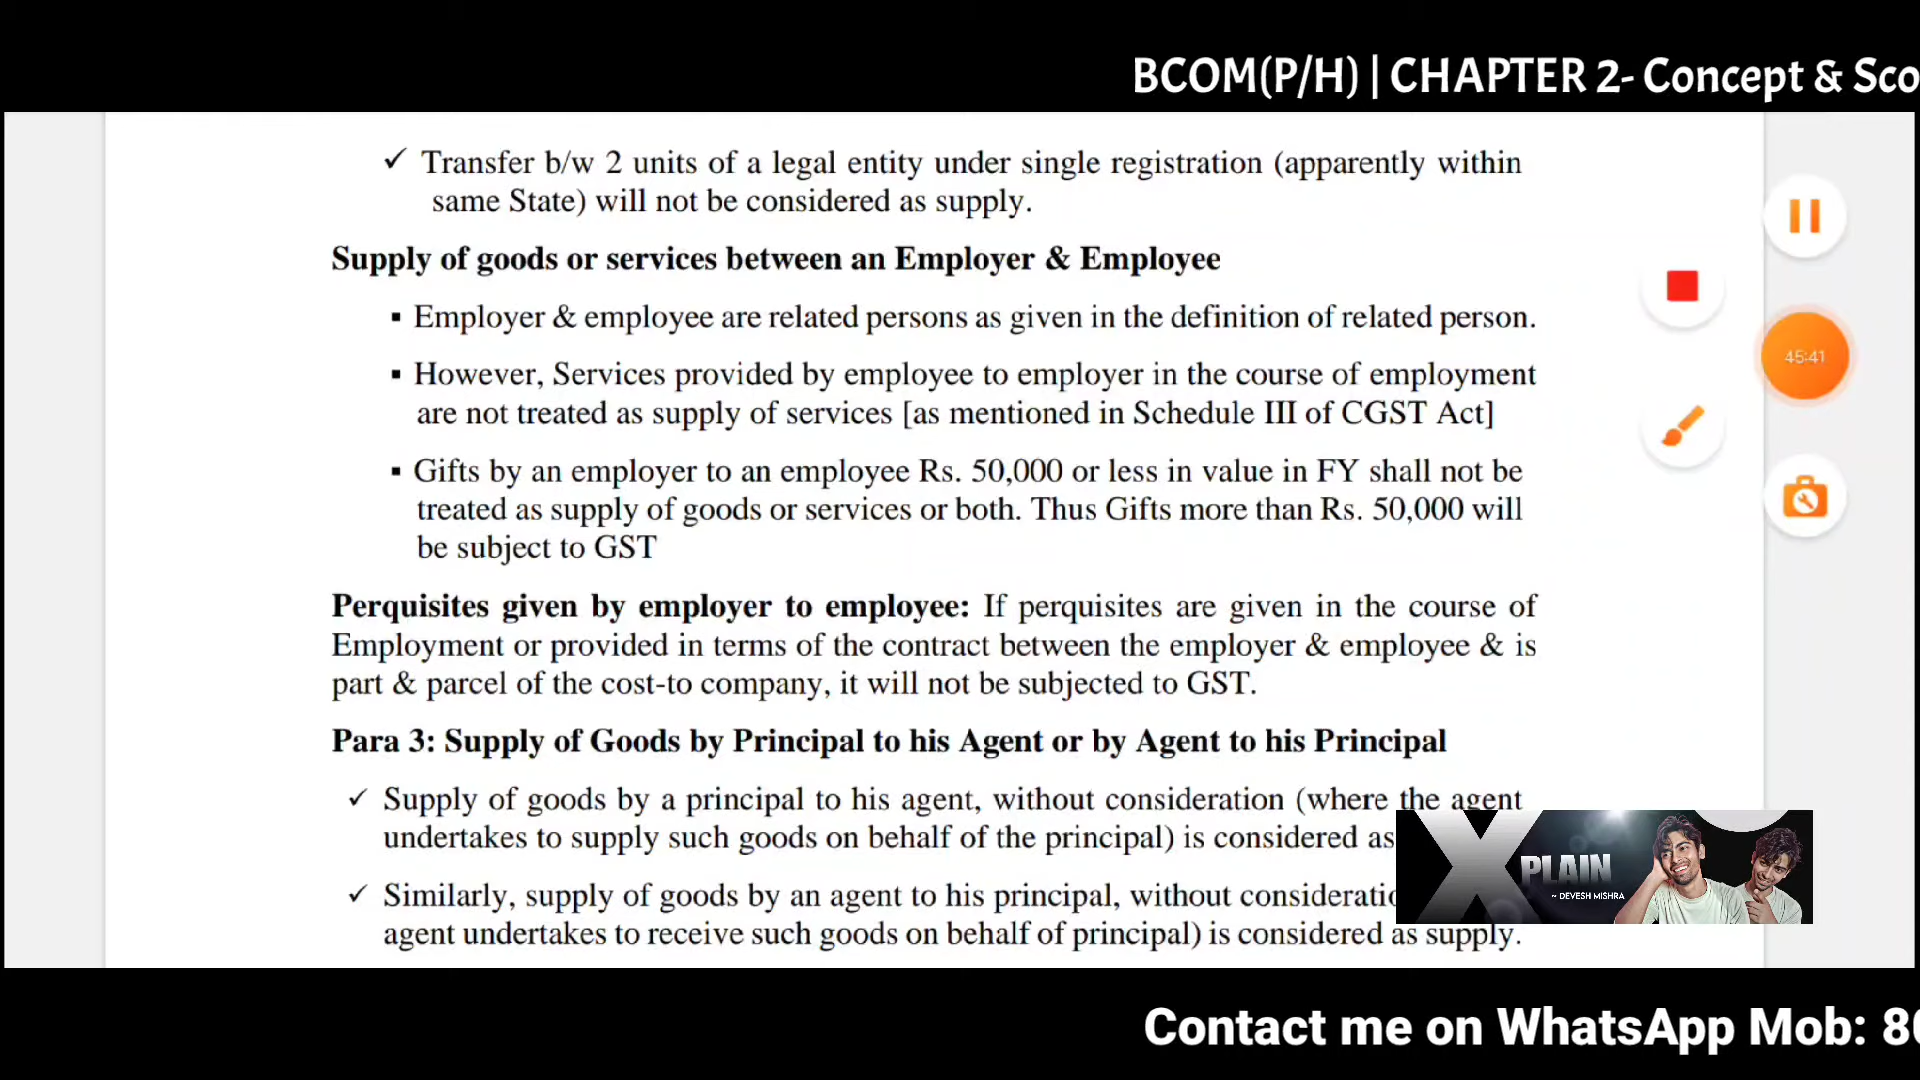 BCOM(P/H) | CHAPTER 2- Concept & Sco
✓ Transfer b/w 2 units of a legal entity under single registration (apparently within
same State) will not be considered as supply.
Supply of goods or services between an Employer & Employee
▪ Employer & employee are related persons as given in the definition of related person.
▪ However, Services provided by employee to employer in the course of employment
are not treated as supply of services [as mentioned in Schedule III of CGST Act]
▪ Gifts by an employer to an employee Rs. 50,000 or less in value in FY shall not be
treated as supply of goods or services or both. Thus Gifts more than Rs. 50,000 will
be subject to GST
Perquisites given by employer to employee: If perquisites are given in the course of
Employment or provided in terms of the contract between the employer & employee & is
part & parcel of the cost-to company, it will not be subjected to GST.
Para 3: Supply of Goods by Principal to his Agent or by Agent to his Principal
✓ Supply of goods by a principal to his agent, without consideration (where the agent
undertakes to supply such goods on behalf of the principal) is considered as
✓ Similarly, supply of goods by an agent to his principal, without consideratio
agent undertakes to receive such goods on behalf of principal) is considered as supply.
45:41
XPLAIN
~ DEVESH MISHRA
Contact me on WhatsApp Mob: 80